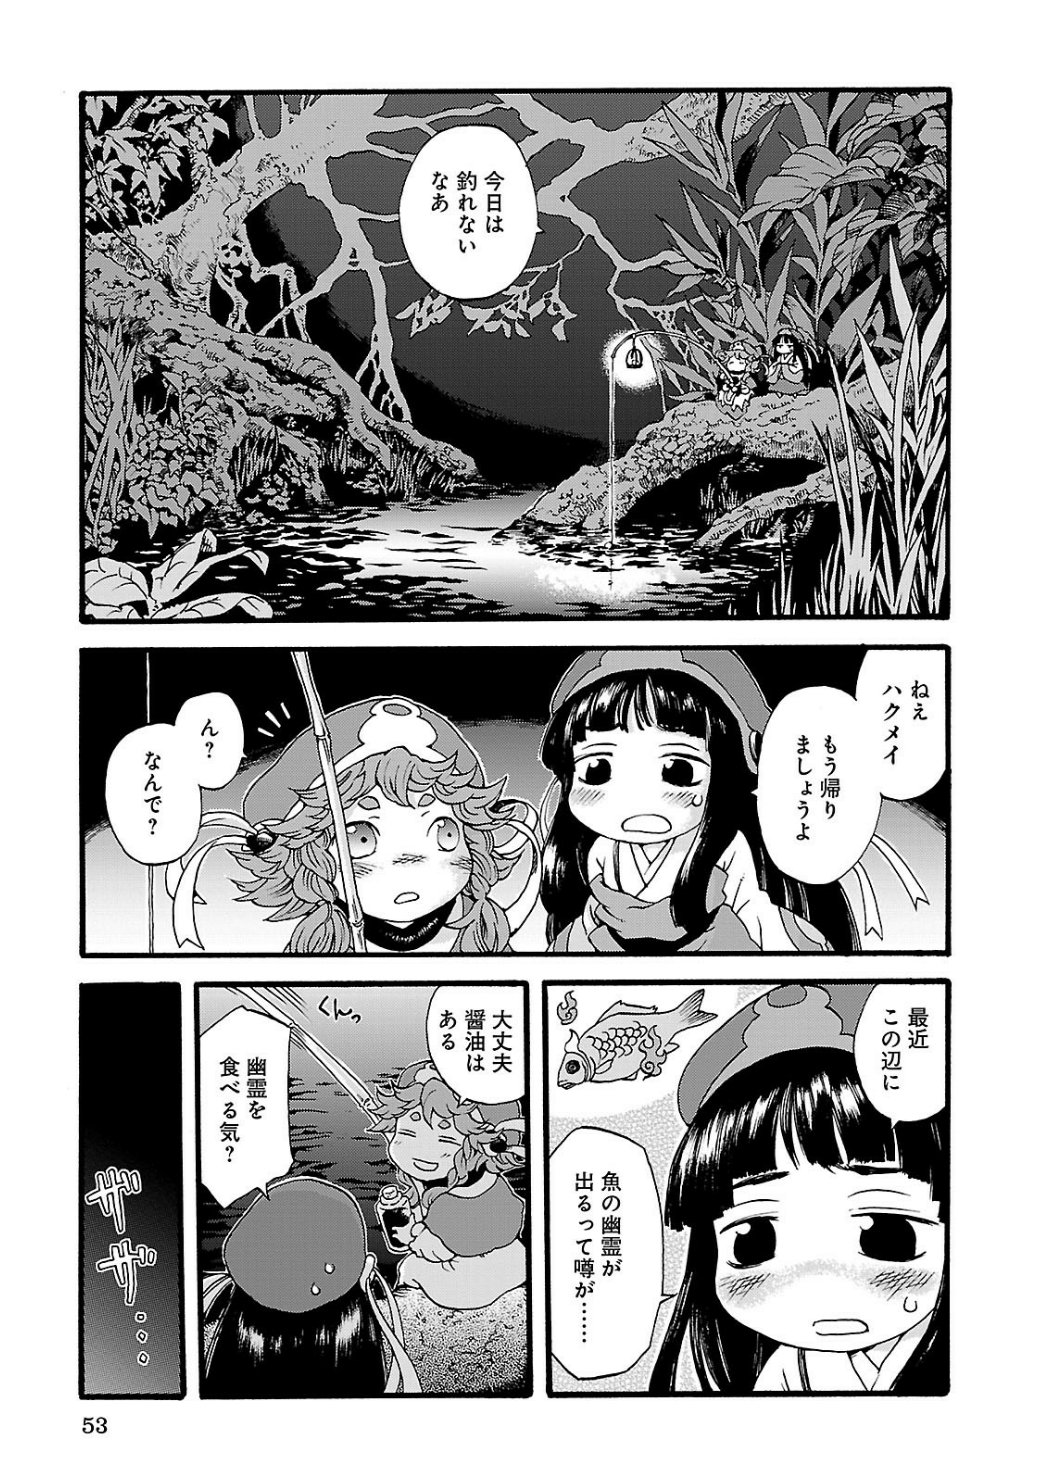 今日は
釣れない
なあ
ねえ
ハクメイ
もう帰り
ましょうよ
ん?
なんで?
最近
この辺に
魚の幽霊が
出るって噂が……
大丈夫
醤油は
ある
くんっ
幽霊を
食べる気?
ザザザ…
53